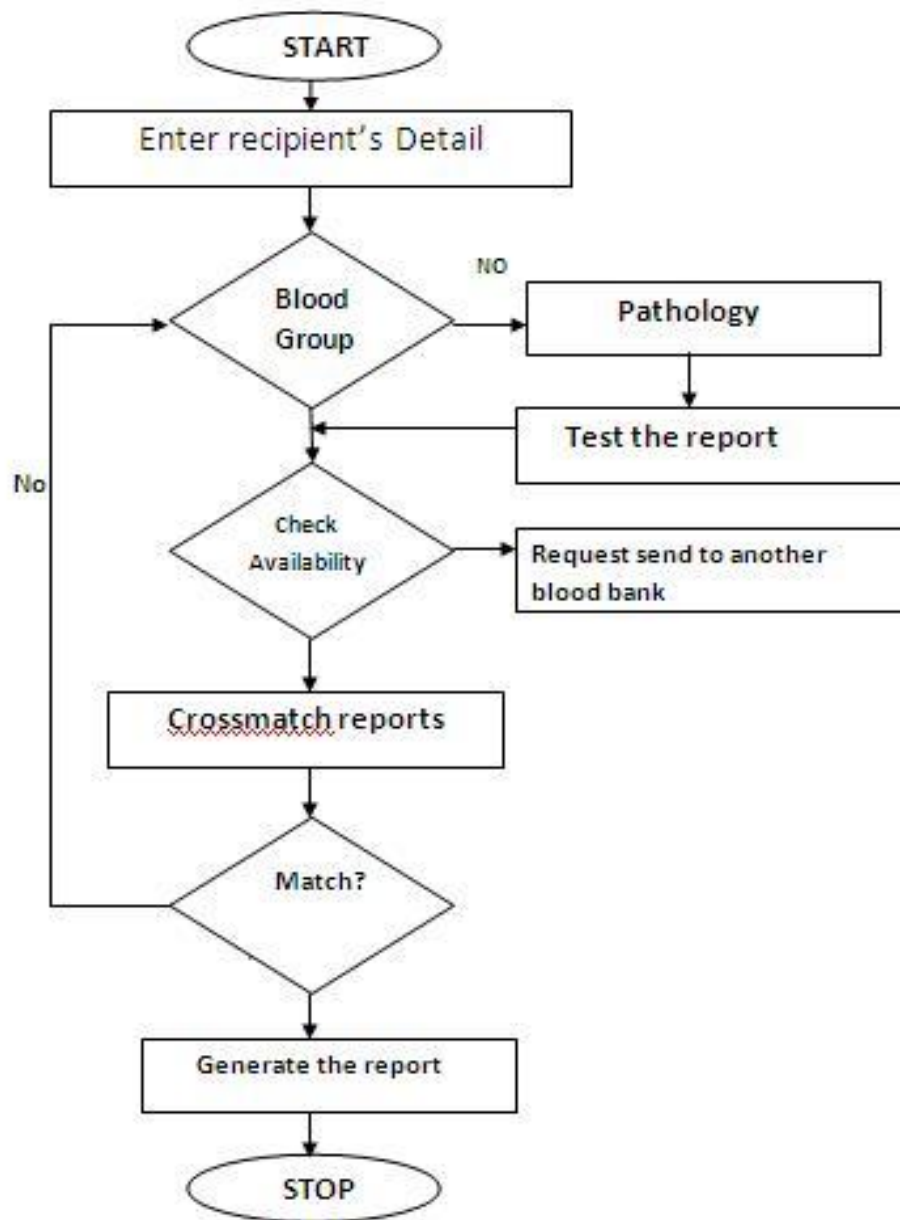 START
Enter recipient's Detail
Blood
Group
NO
Pathology
Test the report
No
Check
Availability
Request send to another
blood bank
Crossmatch reports
Match?
Generate the report
STOP